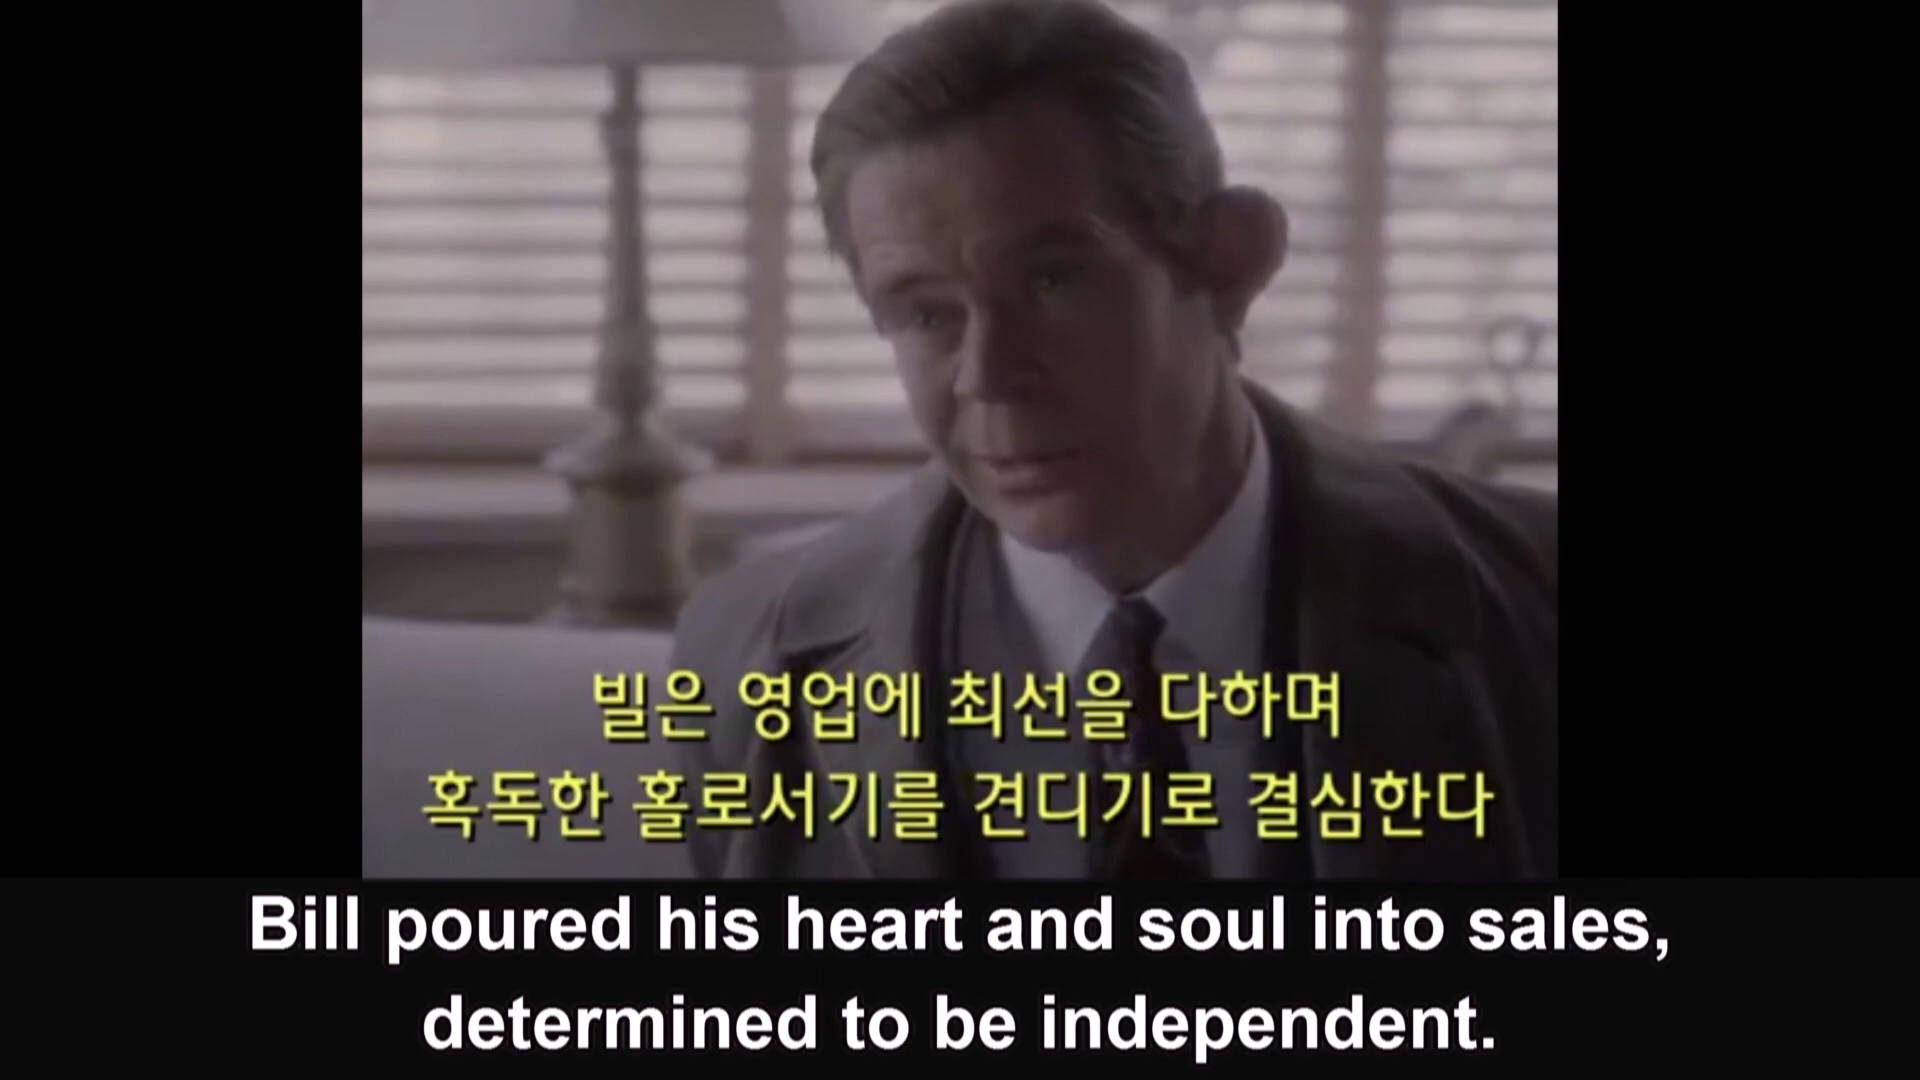 빌은 영업에 최선을 다하며
혹독한 홀로서기를 견디기로 결심한다
Bill poured his heart and soul into sales,
determined to be independent.